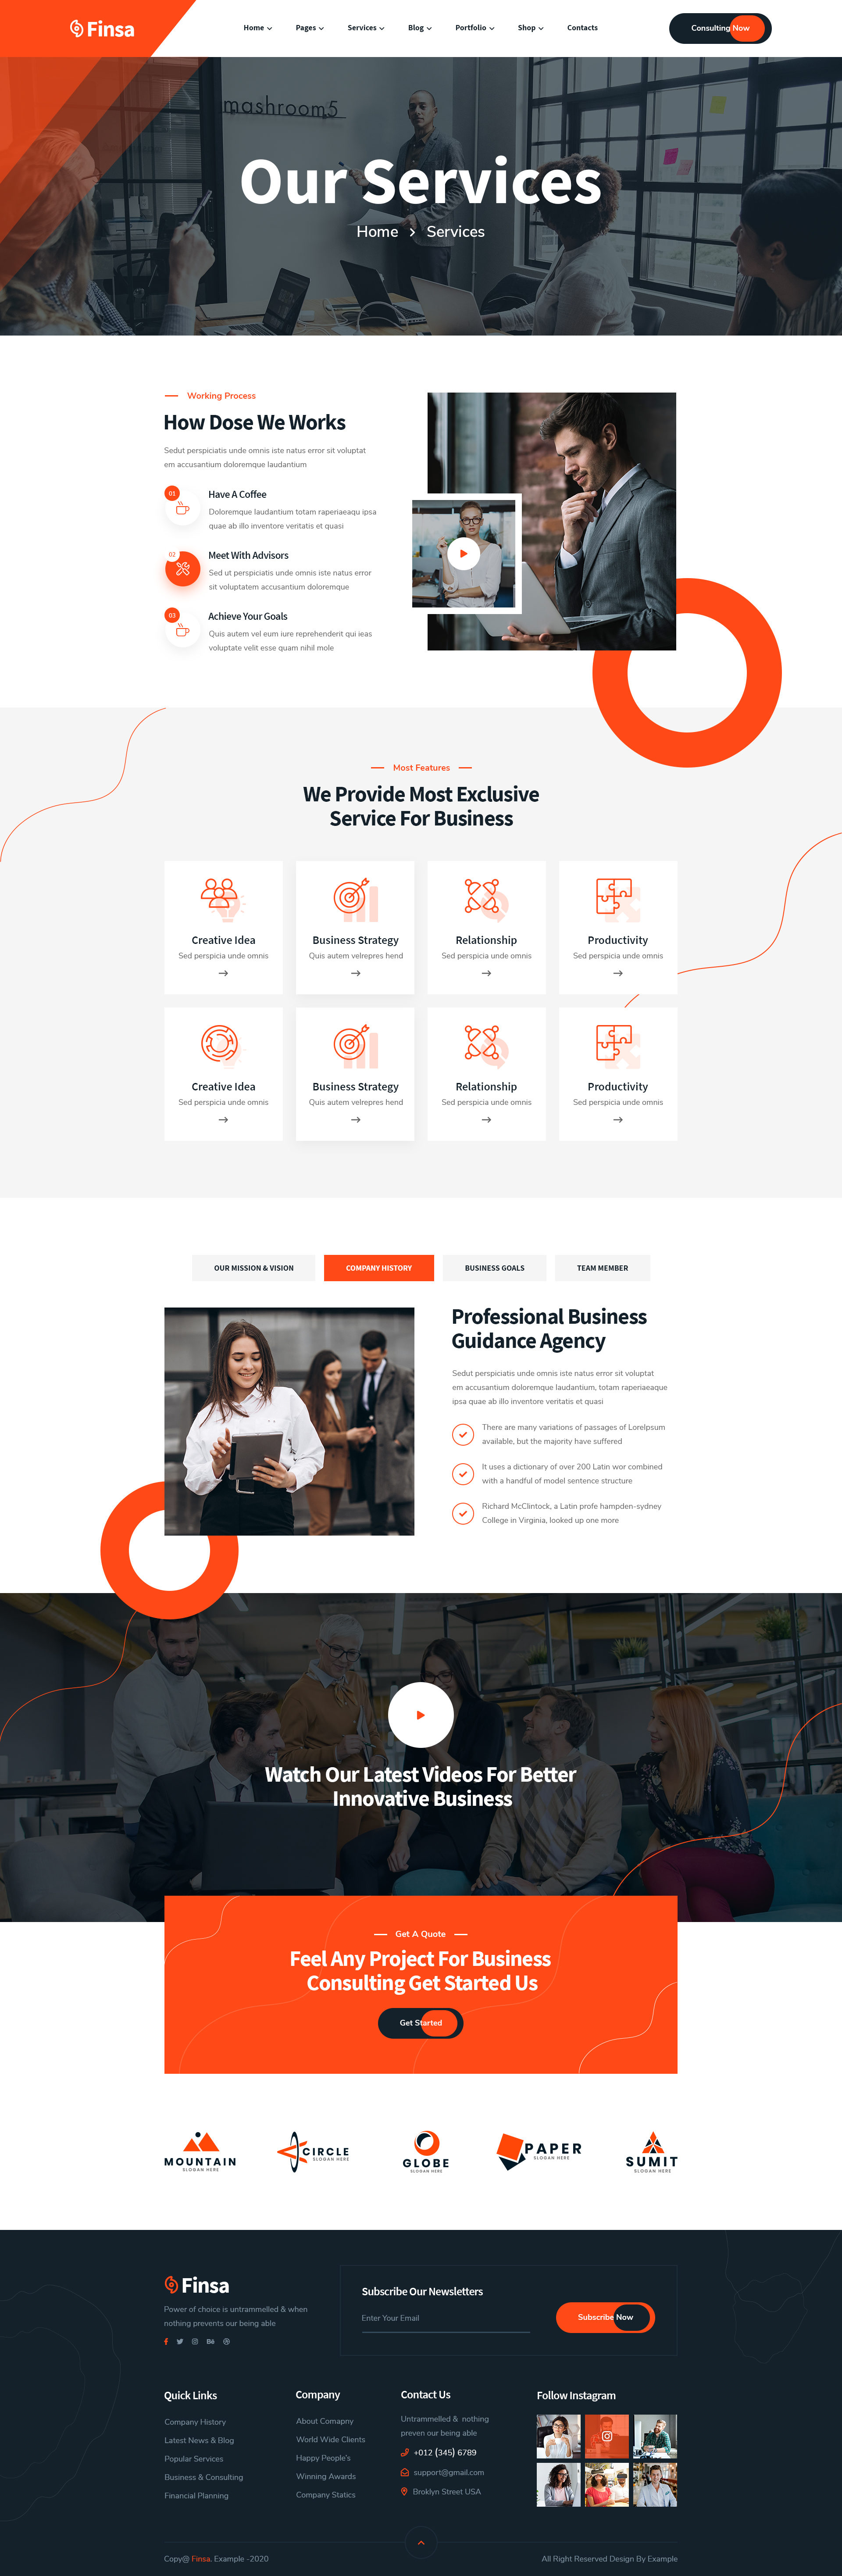 Finsa
Home Pages Services Blog Portfolio Shop Contacts
Consulting Now
mashroom5
Our Services
Home > Services
Working Process
How Dose We Works
Sedut perspiciatis unde omnis iste natus error sit voluptat
em accusantium doloremque laudantium
01
Have A Coffee
Doloremque laudantium totam raperiaeaqu ipsa
quae ab illo inventore veritatis et quasi
02
Meet With Advisors
Sed ut perspiciatis unde omnis iste natus error
sit voluptatem accusantium doloremque
03
Achieve Your Goals
Quis autem vel eum iure reprehenderit qui ieas
voluptate velit esse quam nihil mole
Most Features
We Provide Most Exclusive
Service For Business
Creative Idea
Sed perspicia unde omnis
Business Strategy
Quis autem velrepres hend
Relationship
Sed perspicia unde omnis
Productivity
Sed perspicia unde omnis
Creative Idea
Sed perspicia unde omnis
Business Strategy
Quis autem velrepres hend
Relationship
Sed perspicia unde omnis
Productivity
Sed perspicia unde omnis
OUR MISSION & VISION COMPANY HISTORY BUSINESS GOALS TEAM MEMBER
Professional Business
Guidance Agency
Sedut perspiciatis unde omnis iste natus error sit voluptat
em accusantium doloremque laudantium, totam raperiaeaque
ipsa quae ab illo inventore veritatis et quasi
There are many variations of passages of LoreIpsum
available, but the majority have suffered
It uses a dictionary of over 200 Latin wor combined
with a handful of model sentence structure
Richard McClintock, a Latin profe hampden-sydney
College in Virginia, looked up one more
Watch Our Latest Videos For Better
Innovative Business
Get A Quote
Feel Any Project For Business
Consulting Get Started Us
Get Started
MOUNTAIN
SLOGAN HERE
CIRCLE
SLOGAN HERE
GLOBE
SLOGAN HERE
PAPER
SLOGAN HERE
SUMIT
SLOGAN HERE
Finsa
Power of choice is untrammelled & when
nothing prevents our being able
Bē
Subscribe Our Newsletters
Enter Your Email
Subscribe Now
Quick Links
Company History
Latest News & Blog
Popular Services
Business & Consulting
Financial Planning
Company
About Comapny
World Wide Clients
Happy People's
Winning Awards
Company Statics
Contact Us
Untrammelled & nothing
preven our being able
+012 (345) 6789
support@gmail.com
Broklyn Street USA
Follow Instagram
Copy@ Finsa. Example -2020
All Right Reserved Design By Example